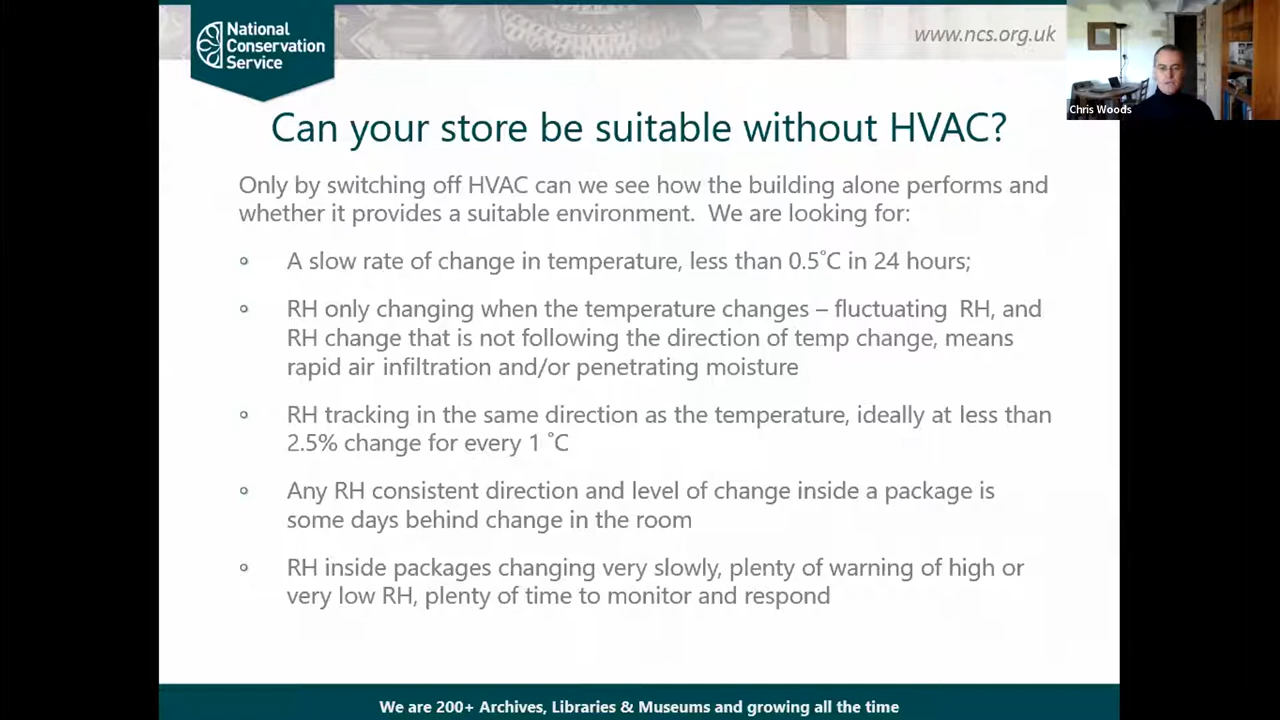 National
Conservation
Service
www.ncs.org.uk
Chris Woods
Can your store be suitable without HVAC?
Only by switching off HVAC can we see how the building alone performs and
whether it provides a suitable environment.  We are looking for:
∘ A slow rate of change in temperature, less than 0.5°C in 24 hours;
∘ RH only changing when the temperature changes – fluctuating  RH, and
RH change that is not following the direction of temp change, means
rapid air infiltration and/or penetrating moisture
∘ RH tracking in the same direction as the temperature, ideally at less than
2.5% change for every 1 °C
∘ Any RH consistent direction and level of change inside a package is
some days behind change in the room
∘ RH inside packages changing very slowly, plenty of warning of high or
very low RH, plenty of time to monitor and respond
We are 200+ Archives, Libraries & Museums and growing all the time